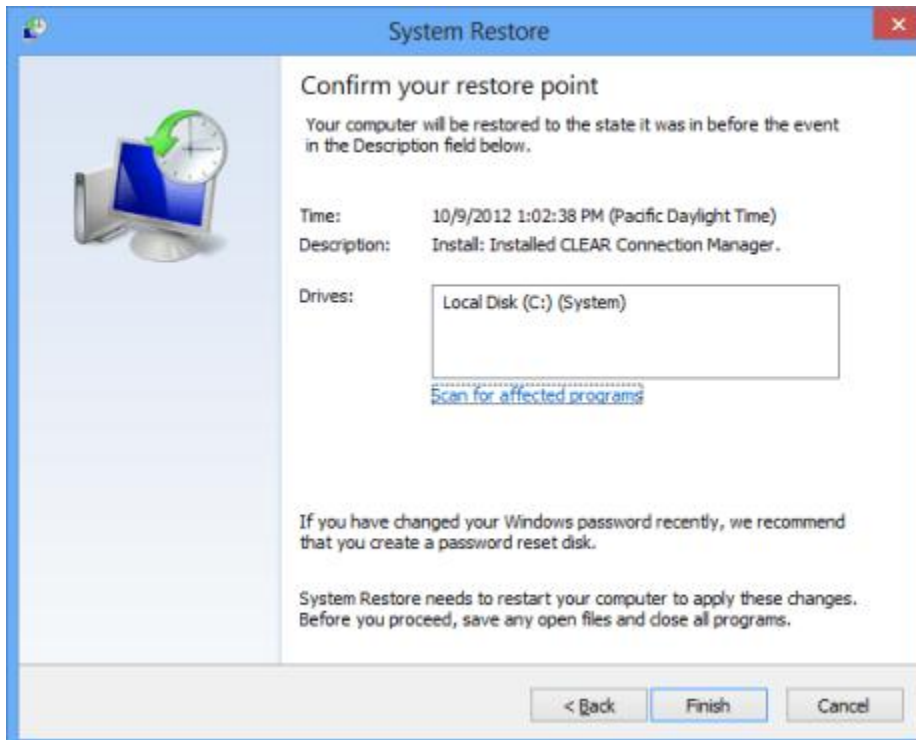 System Restore
Confirm your restore point
Your computer will be restored to the state it was in before the event
in the Description field below.
Time: 10/9/2012 1:02:38 PM (Pacific Daylight Time)
Description: Install: Installed CLEAR Connection Manager.
Drives: Local Disk (C:) (System)
Scan for affected programs
If you have changed your Windows password recently, we recommend
that you create a password reset disk.
System Restore needs to restart your computer to apply these changes.
Before you proceed, save any open files and close all programs.
< Back Finish Cancel